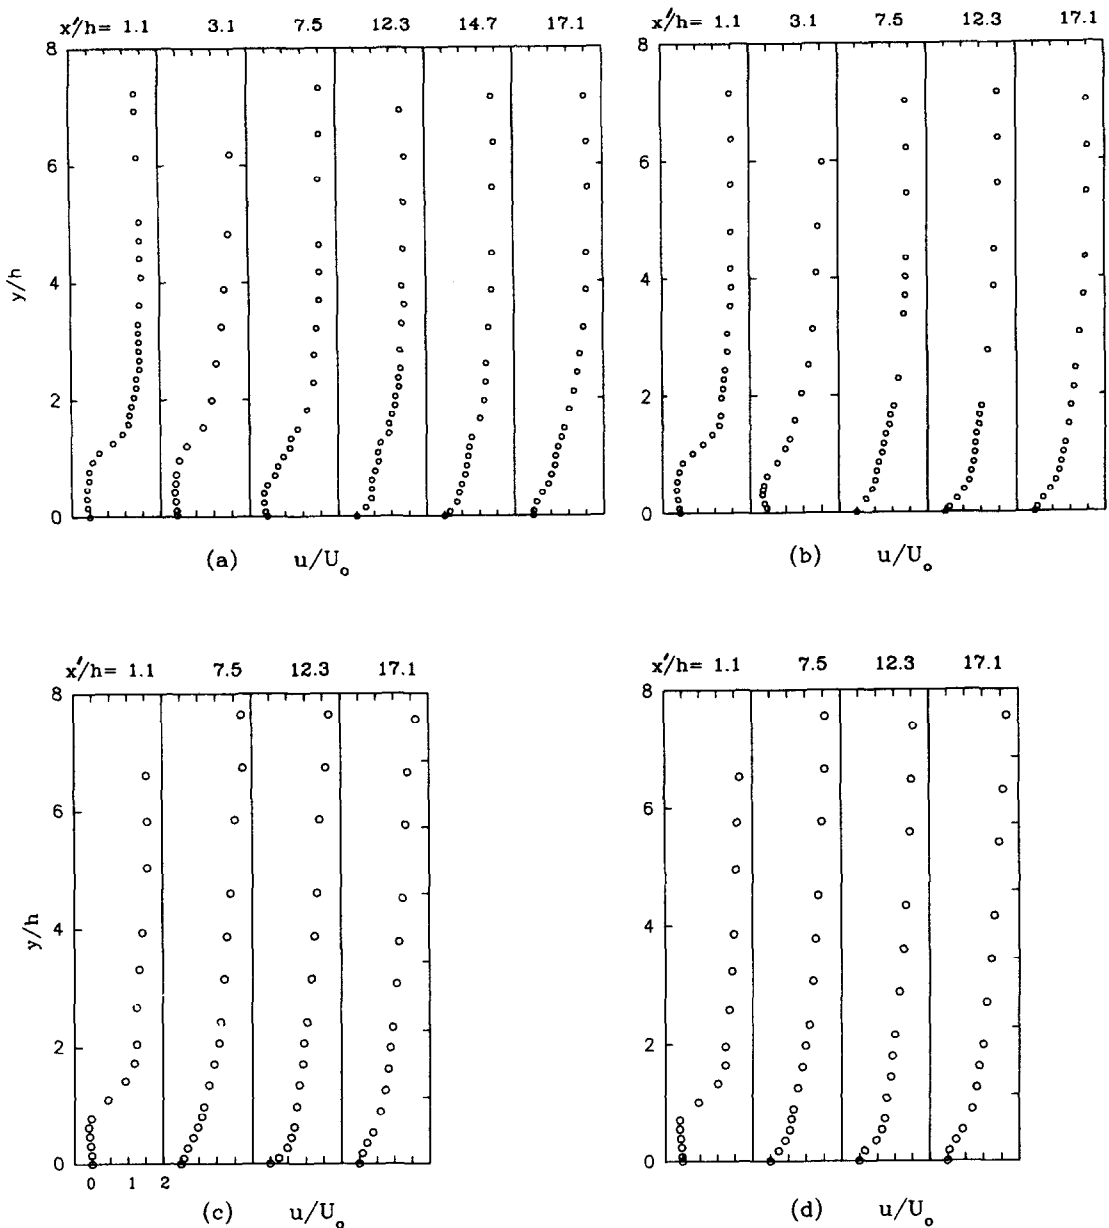 x′/h= 1.1 3.1 7.5 12.3 14.7 17.1
8
6
4
2
0
y/h
(a) u/U₀
x′/h= 1.1 3.1 7.5 12.3 17.1
8
6
4
2
0
(b) u/U₀
x′/h= 1.1 7.5 12.3 17.1
8
6
4
2
0
y/h
0 1 2
(c) u/U₀
x′/h= 1.1 7.5 12.3 17.1
8
6
4
2
0
(d) u/U₀